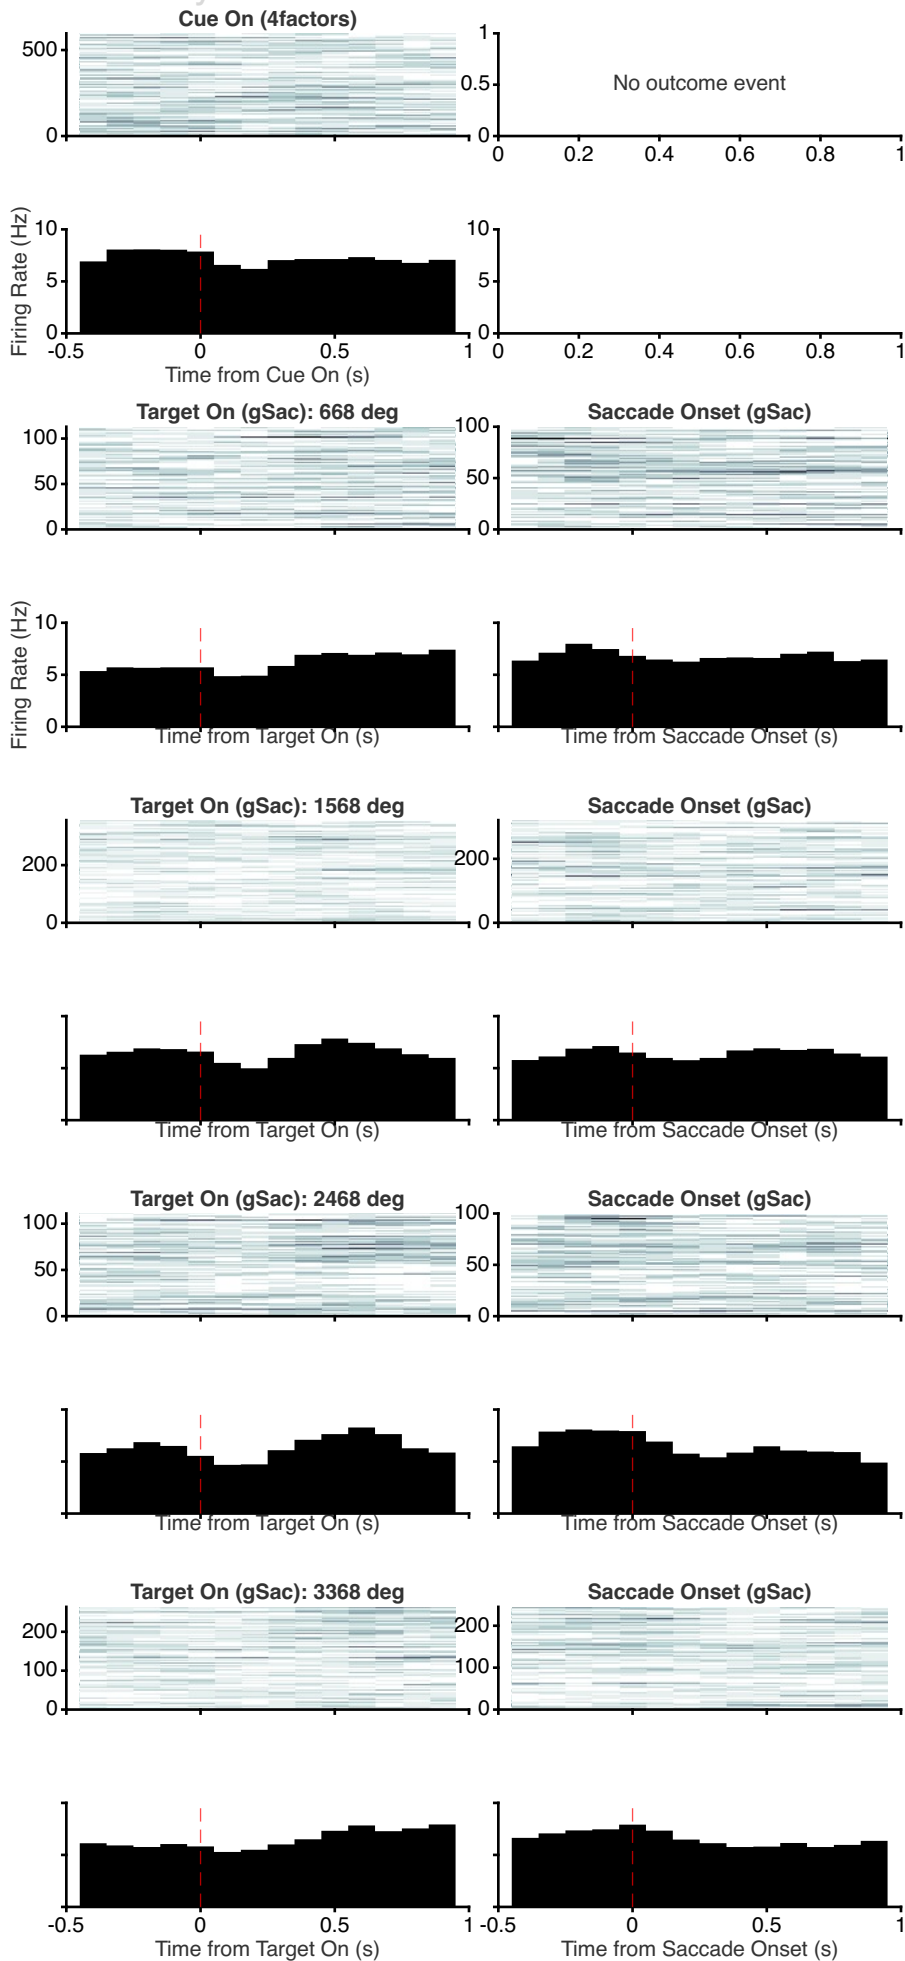 Cue On (4factors)
500
0
1
0.5
0
No outcome event
0 0.2 0.4 0.6 0.8 1
Firing Rate (Hz)
10
5
0
-0.5 0 0.5 1
Time from Cue On (s)
0 0.2 0.4 0.6 0.8 1
Target On (gSac): 668 deg
100
50
0
Saccade Onset (gSac)
100
50
0
Firing Rate (Hz)
10
5
0
Time from Target On (s)
Time from Saccade Onset (s)
Target On (gSac): 1568 deg
200
0
Saccade Onset (gSac)
200
0
Time from Target On (s)
Time from Saccade Onset (s)
Target On (gSac): 2468 deg
100
50
0
Saccade Onset (gSac)
100
50
0
Time from Target On (s)
Time from Saccade Onset (s)
Target On (gSac): 3368 deg
200
100
0
Saccade Onset (gSac)
200
100
0
-0.5 0 0.5 1
Time from Target On (s)
-0.5 0 0.5 1
Time from Saccade Onset (s)